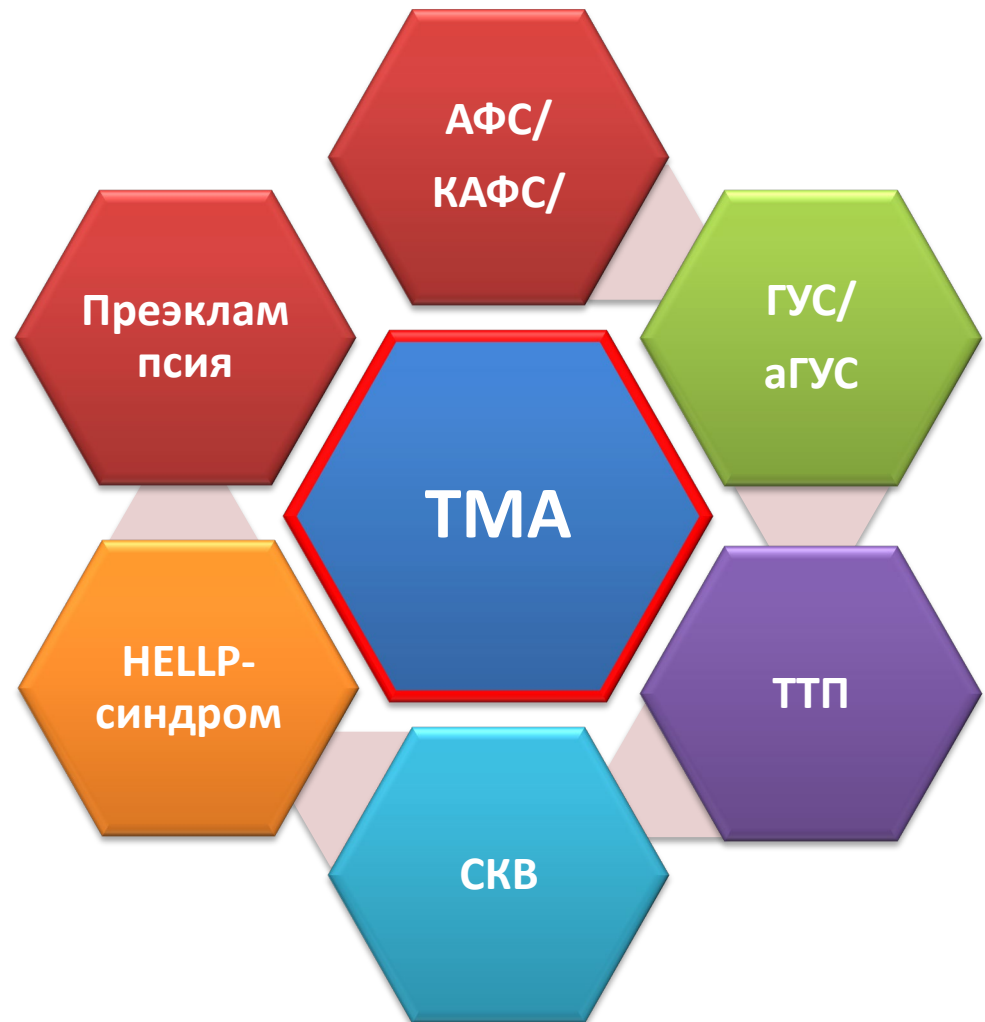 АФС/
КАФС/
ГУС/
аГУС
ТТП
СКВ
HELLP-
синдром
Преэклам
псия
ТМА